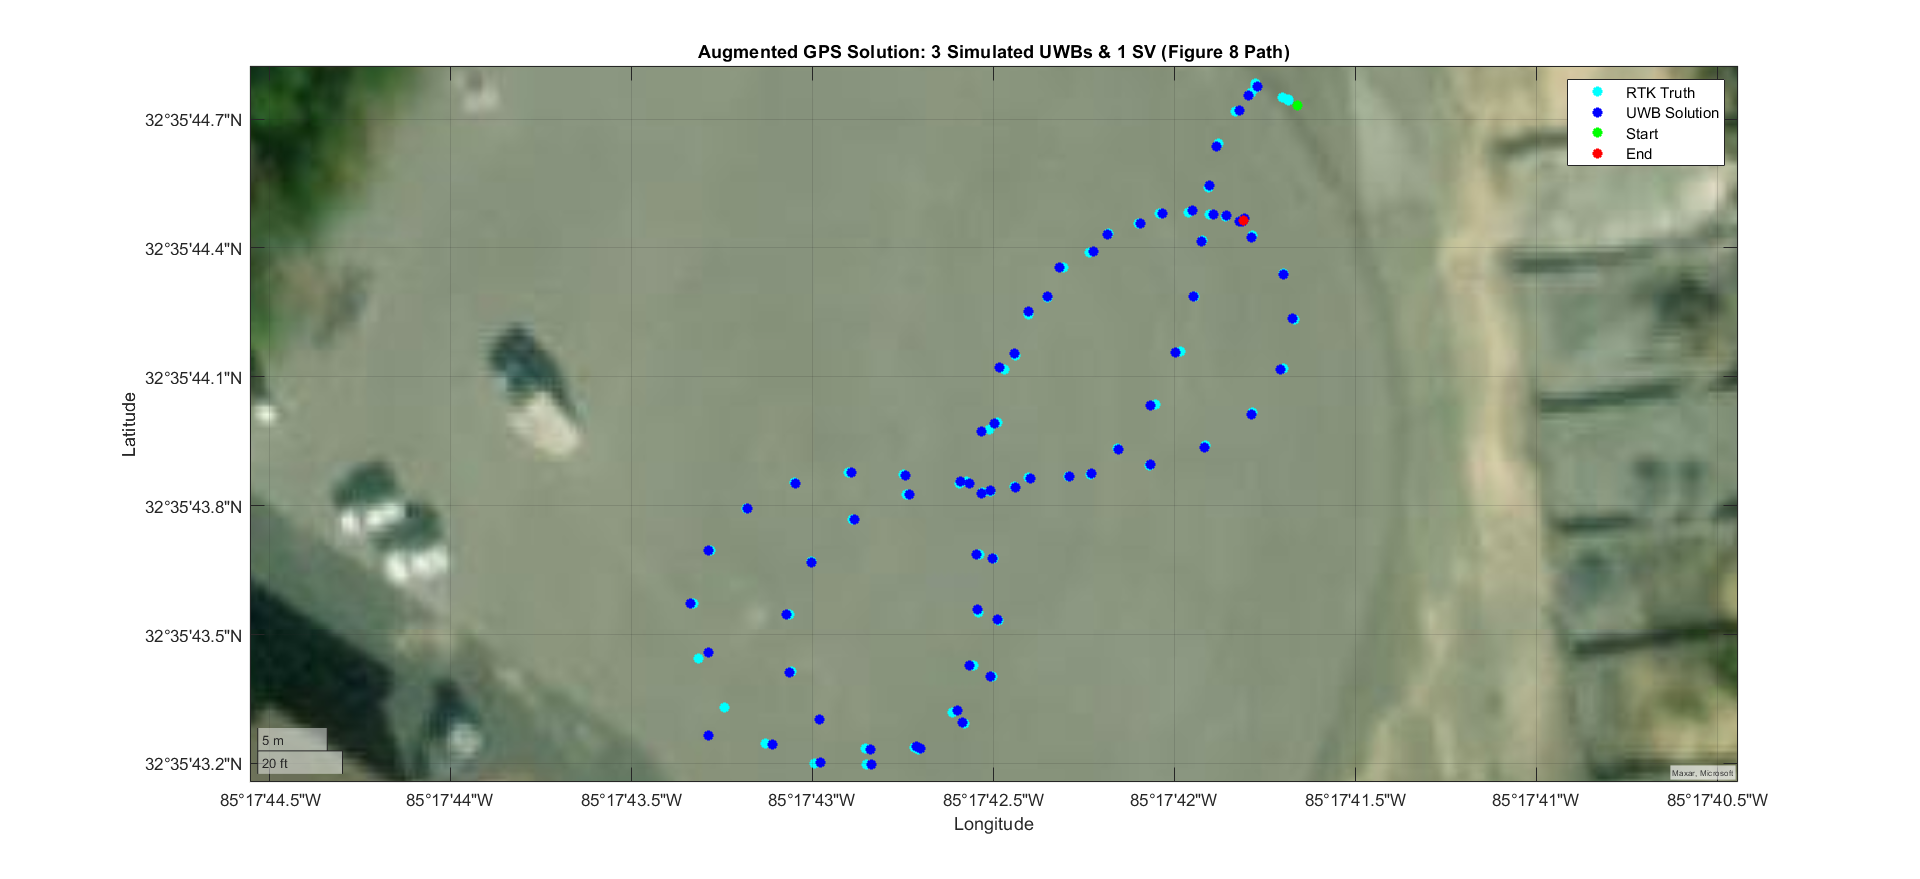 Augmented GPS Solution: 3 Simulated UWBs & 1 SV (Figure 8 Path)
RTK Truth
UWB Solution
Start
End
32°35'44.7"N
32°35'44.4"N
32°35'44.1"N
32°35'43.8"N
32°35'43.5"N
32°35'43.2"N
Latitude
5 m
20 ft
Maxar, Microsoft
85°17'44.5"W
85°17'44"W
85°17'43.5"W
85°17'43"W
85°17'42.5"W
85°17'42"W
85°17'41.5"W
85°17'41"W
85°17'40.5"W
Longitude